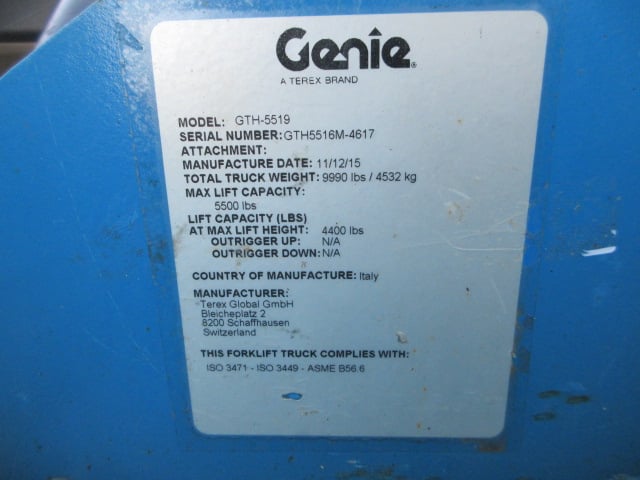 Genie®
A TEREX BRAND
MODEL: GTH-5519
SERIAL NUMBER: GTH5516M-4617
ATTACHMENT:
MANUFACTURE DATE: 11/12/15
TOTAL TRUCK WEIGHT: 9990 lbs / 4532 kg
MAX LIFT CAPACITY:
5500 lbs
LIFT CAPACITY (LBS)
AT MAX LIFT HEIGHT: 4400 lbs
OUTRIGGER UP: N/A
OUTRIGGER DOWN: N/A
COUNTRY OF MANUFACTURE: Italy
MANUFACTURER:
Terex Global GmbH
Bleicheplatz 2
8200 Schaffhausen
Switzerland
THIS FORKLIFT TRUCK COMPLIES WITH:
ISO 3471 - ISO 3449 - ASME B56.6